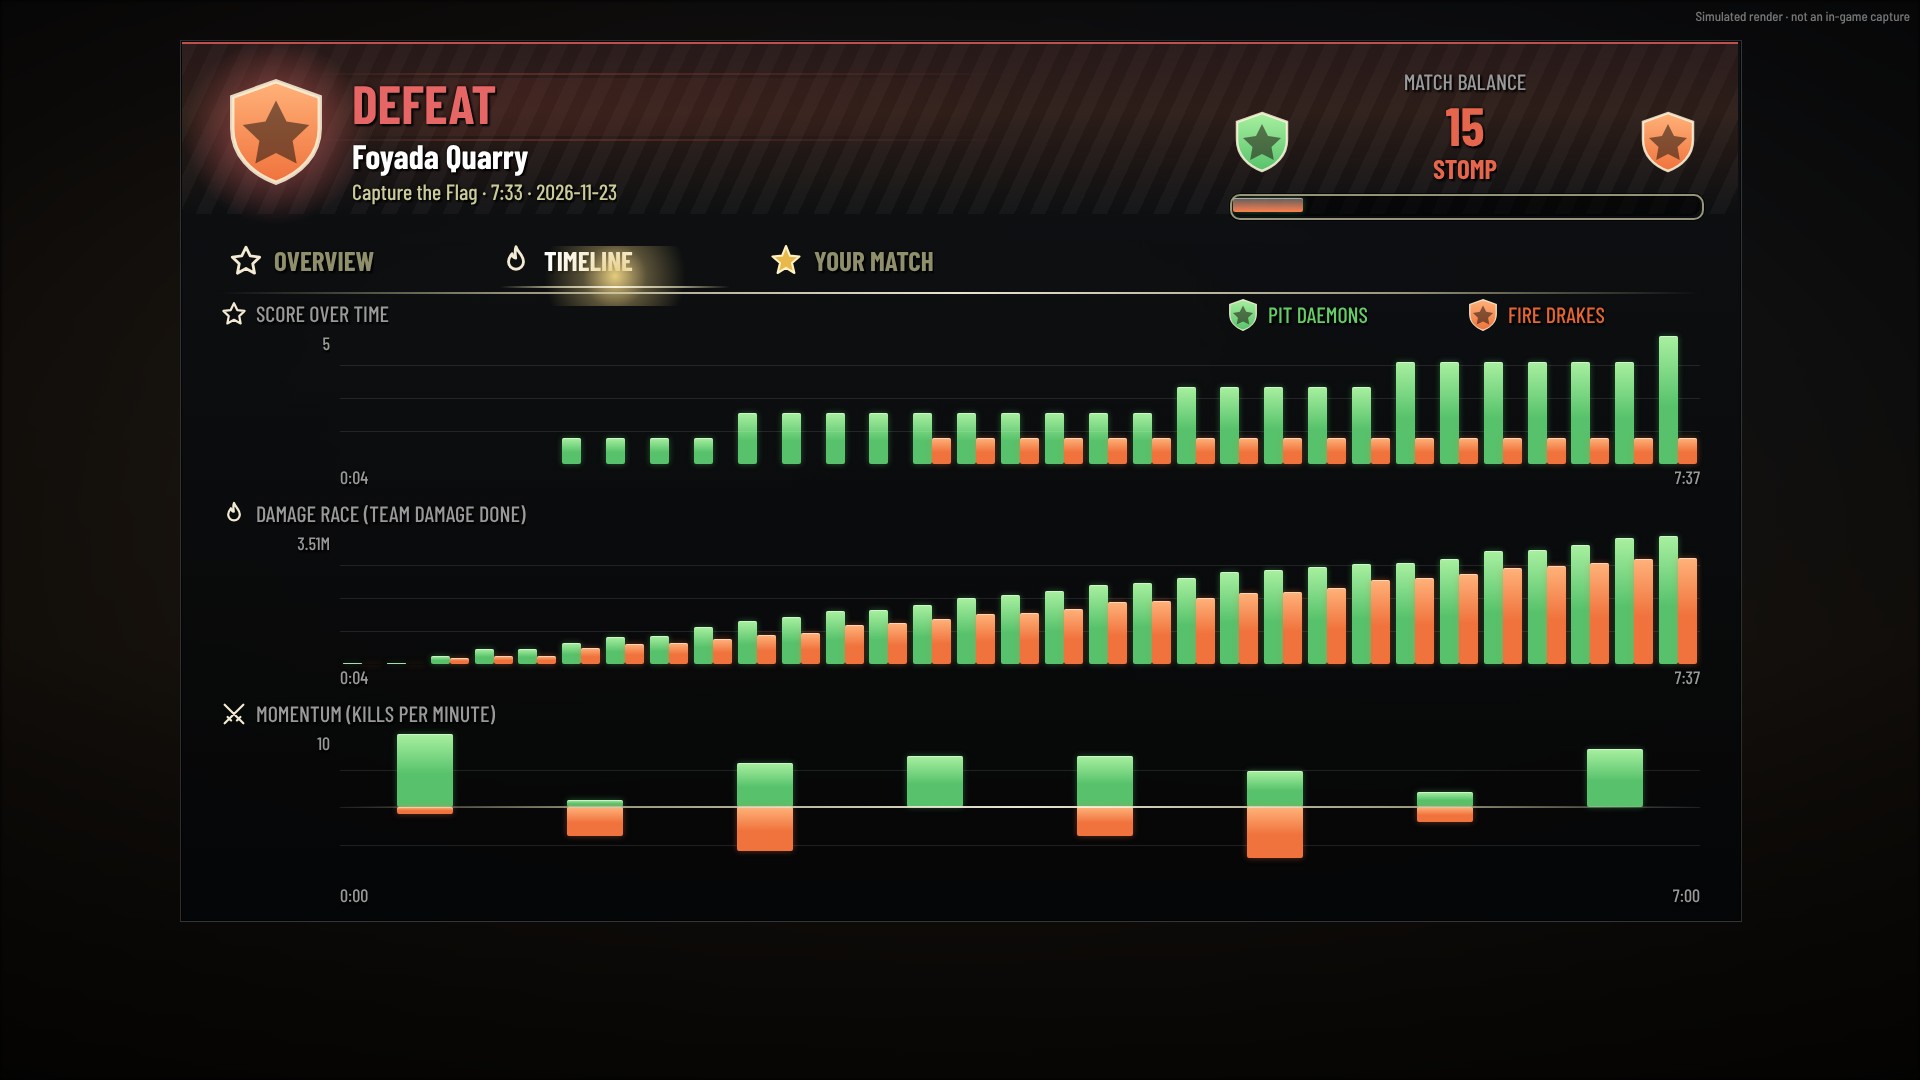 Simulated render · not an in-game capture
DEFEAT
Foyada Quarry
Capture the Flag · 7:33 · 2026-11-23
MATCH BALANCE
15
STOMP
OVERVIEW
TIMELINE
YOUR MATCH
SCORE OVER TIME
PIT DAEMONS
FIRE DRAKES
5
0:04
7:37
DAMAGE RACE (TEAM DAMAGE DONE)
3.51M
0:04
7:37
MOMENTUM (KILLS PER MINUTE)
10
0:00
7:00